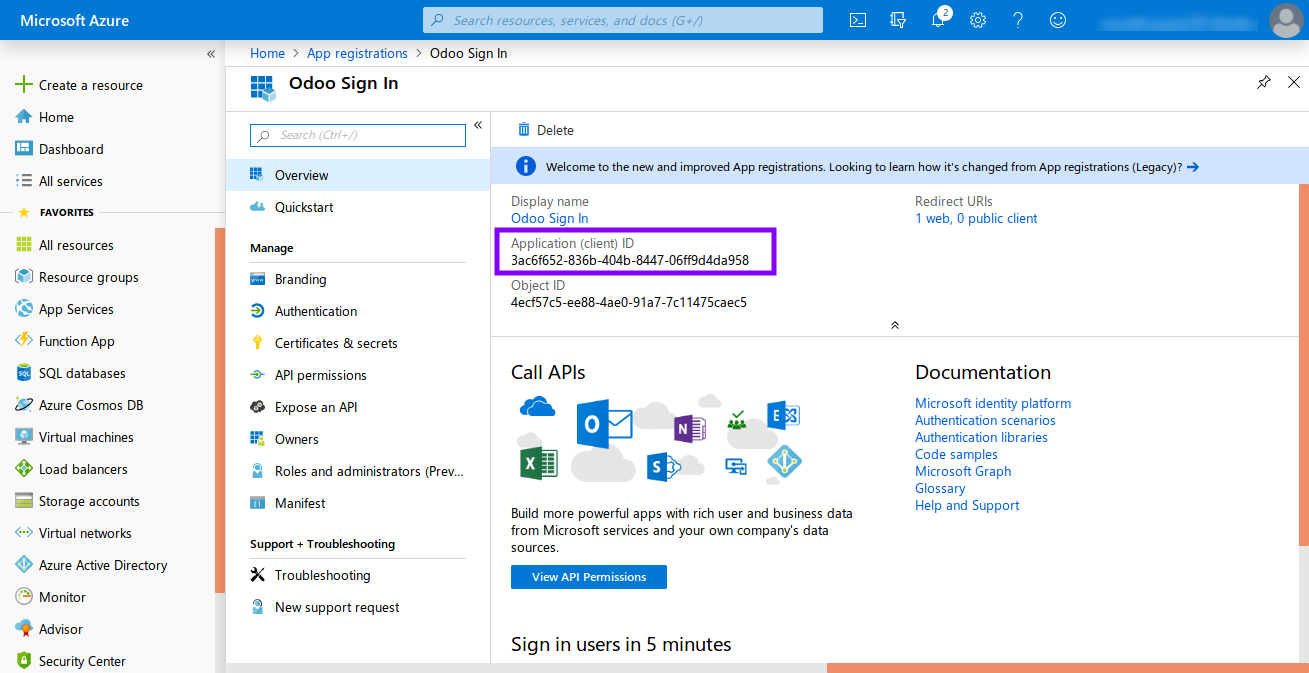 Microsoft Azure
Search resources, services, and docs (G+/)
2
«
Create a resource
Home
Dashboard
All services
FAVORITES
All resources
Resource groups
App Services
Function App
SQL databases
Azure Cosmos DB
Virtual machines
Load balancers
Storage accounts
Virtual networks
Azure Active Directory
Monitor
Advisor
Security Center
Home > App registrations > Odoo Sign In
Odoo Sign In
Search (Ctrl+/)
«
Overview
Quickstart
Manage
Branding
Authentication
Certificates & secrets
API permissions
Expose an API
Owners
Roles and administrators (Prev...
Manifest
Support + Troubleshooting
Troubleshooting
New support request
Delete
Welcome to the new and improved App registrations. Looking to learn how it's changed from App registrations (Legacy)? →
Display name
Odoo Sign In
Application (client) ID
3ac6f652-836b-404b-8447-06ff9d4da958
Object ID
4ecf57c5-ee88-4ae0-91a7-7c11475caec5
Redirect URIs
1 web, 0 public client
Call APIs
Build more powerful apps with rich user and business data
from Microsoft services and your own company's data
sources.
View API Permissions
Documentation
Microsoft identity platform
Authentication scenarios
Authentication libraries
Code samples
Microsoft Graph
Glossary
Help and Support
Sign in users in 5 minutes